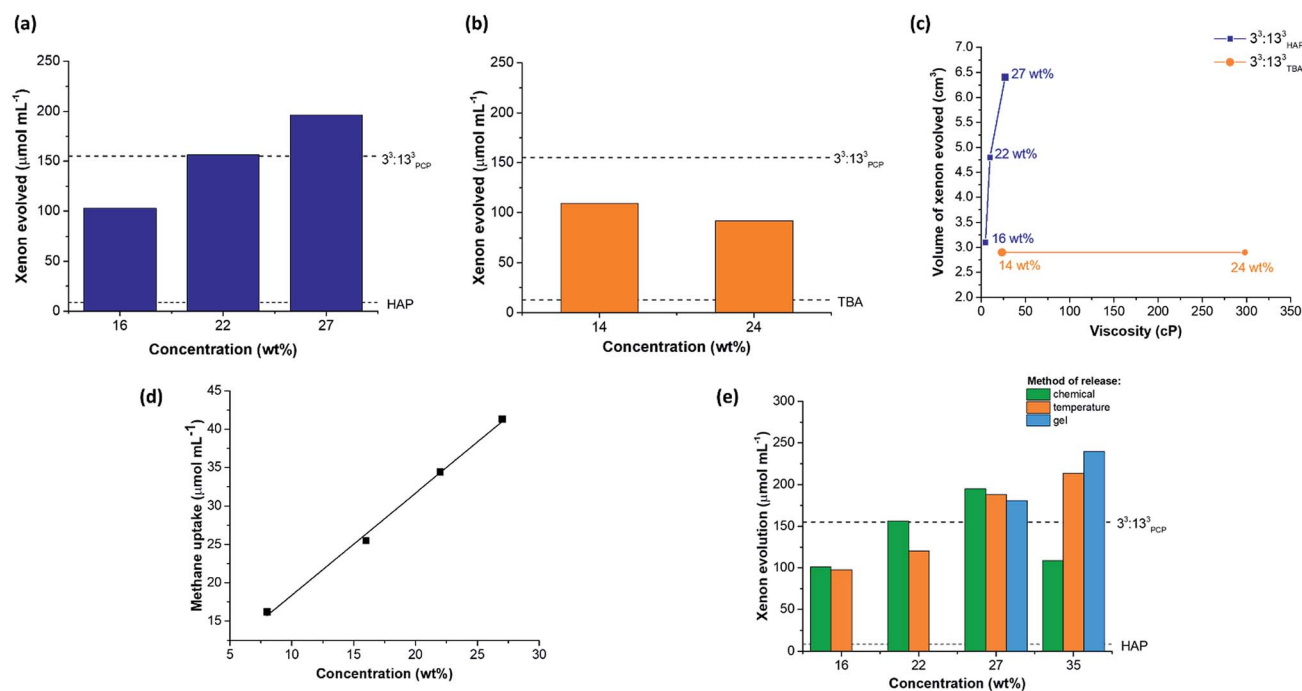 (a)
Xenon evolved (μmol mL⁻¹)
250
200
150
100
50
0
3³:13³PCP
HAP
16 22 27
Concentration (wt%)
(b)
Xenon evolved (μmol mL⁻¹)
250
200
150
100
50
0
3³:13³PCP
TBA
14 24
Concentration (wt%)
(c)
3³:13³HAP
3³:13³TBA
Volume of xenon evolved (cm³)
7.0
6.5
6.0
5.5
5.0
4.5
4.0
3.5
3.0
2.5
2.0
27 wt%
22 wt%
16 wt%
14 wt%
24 wt%
0 50 100 150 200 250 300 350
Viscosity (cP)
(d)
Methane uptake (μmol mL⁻¹)
45
40
35
30
25
20
15
5 10 15 20 25 30
Concentration (wt%)
(e)
Method of release:
chemical
temperature
gel
Xenon evolution (μmol mL⁻¹)
300
250
200
150
100
50
0
3³:13³PCP
HAP
16 22 27 35
Concentration (wt%)